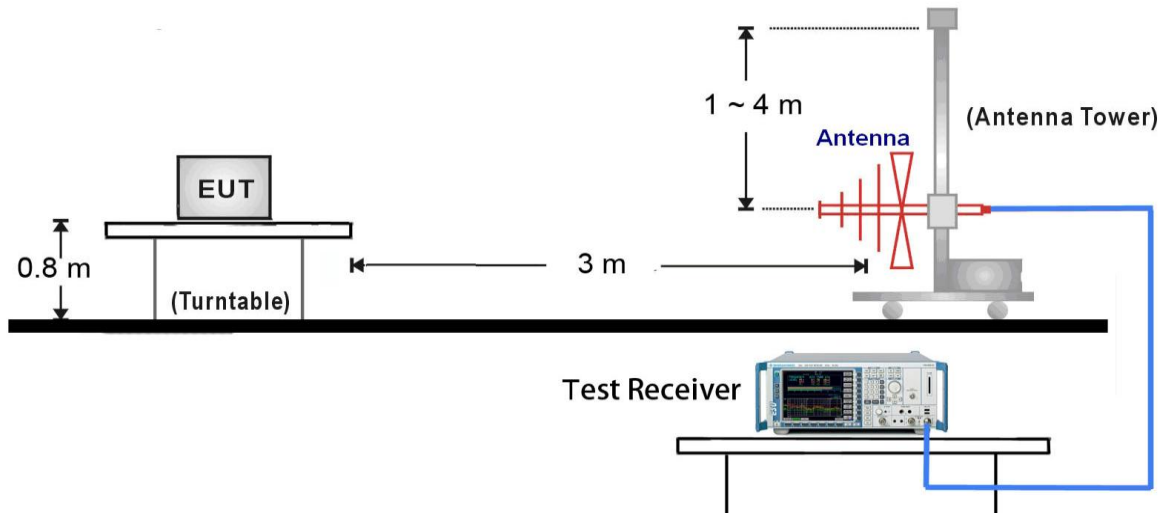 1 ~ 4 m
(Antenna Tower)
Antenna
EUT
0.8 m
3 m
(Turntable)
Test Receiver